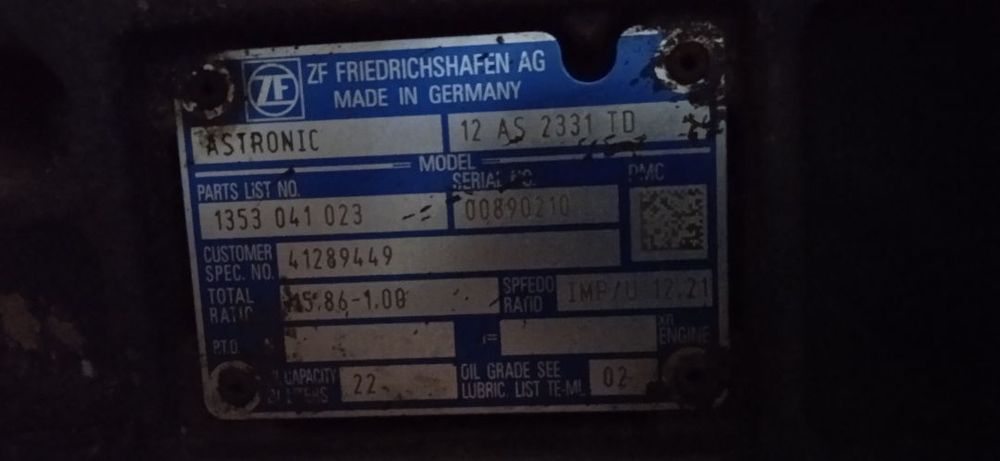 ZF
ZF FRIEDRICHSHAFEN AG
MADE IN GERMANY
ASTRONIC 12 AS 2331 TD
MODEL
PARTS LIST NO. SERIAL NO. DMC
1353 041 023 00890210
CUSTOMER SPEC. NO. 41289449
TOTAL RATIO 15.86-1.00 SPEEDO RATIO IMP/U 12.21
P.T.O. i= ENGINE
CAPACITY 22 OIL GRADE SEE
LUBRIC. LIST TE-ML 02